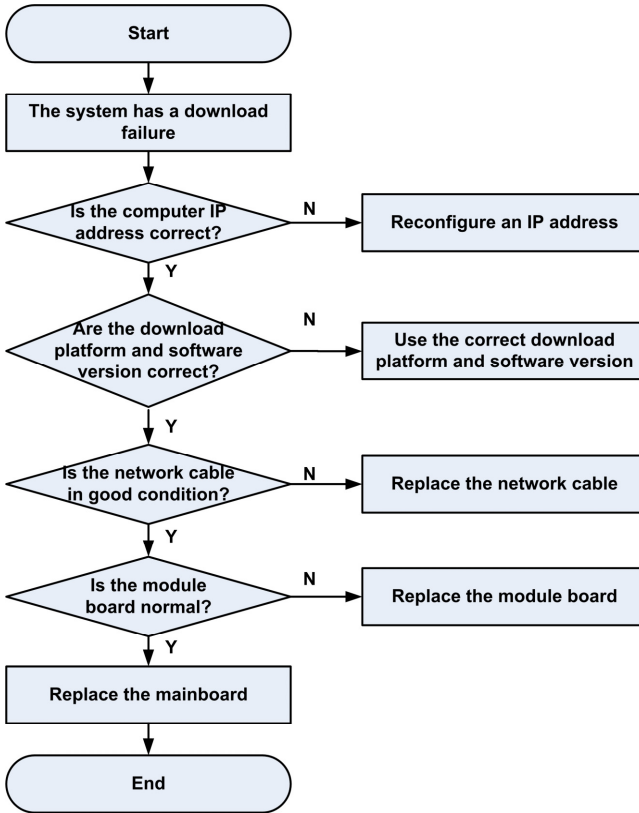 Start
The system has a download
failure
Is the computer IP
address correct?
N
Reconfigure an IP address
Y
Are the download
platform and software
version correct?
N
Use the correct download
platform and software version
Y
Is the network cable
in good condition?
N
Replace the network cable
Y
Is the module
board normal?
N
Replace the module board
Y
Replace the mainboard
End